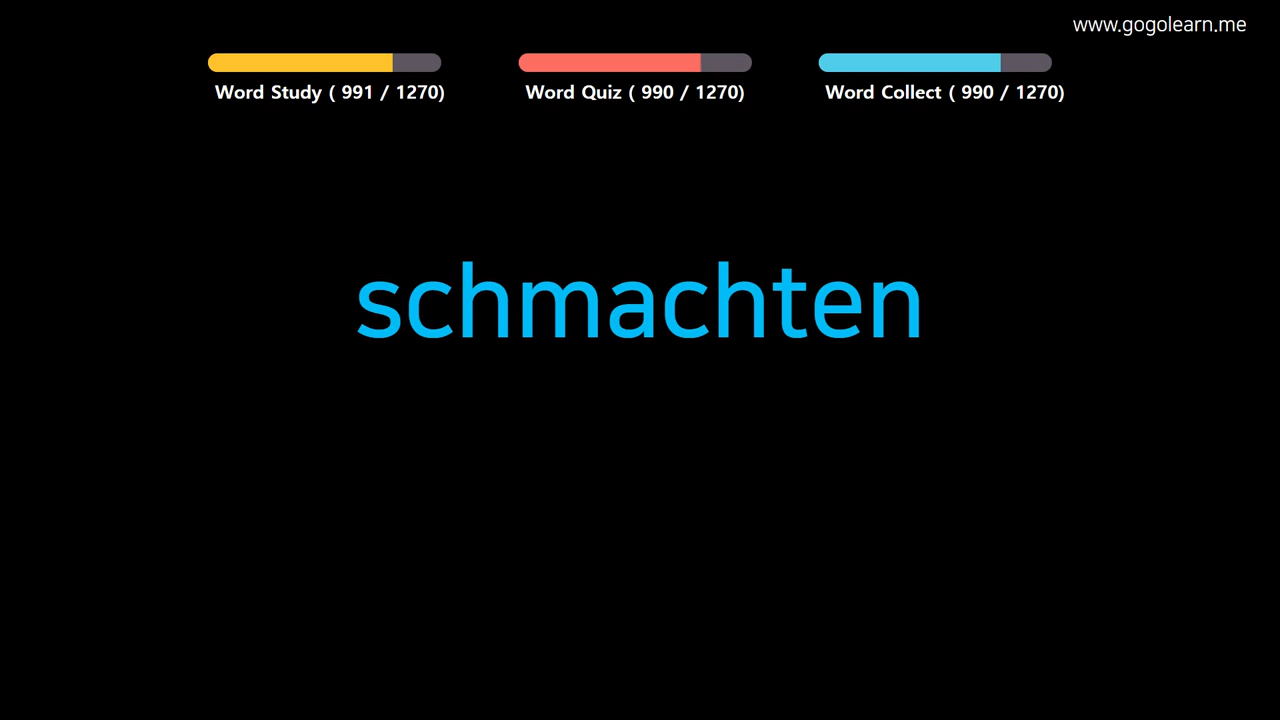 www.gogolearn.me
Word Study ( 991 / 1270)
Word Quiz ( 990 / 1270)
Word Collect ( 990 / 1270)
schmachten